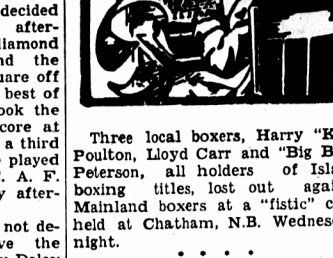 decided
after-
diamond
nd the
uare off
best of
ook the
core at
a third
played
. A. F.
y after-
not de-
ve the
Three local boxers, Harry "K
Poulton, Lloyd Carr and "Big B
Peterson, all holders of Isl
boxing titles, lost out agai
Mainland boxers at a "fistic" c
held at Chatham, N.B. Wednes
night.